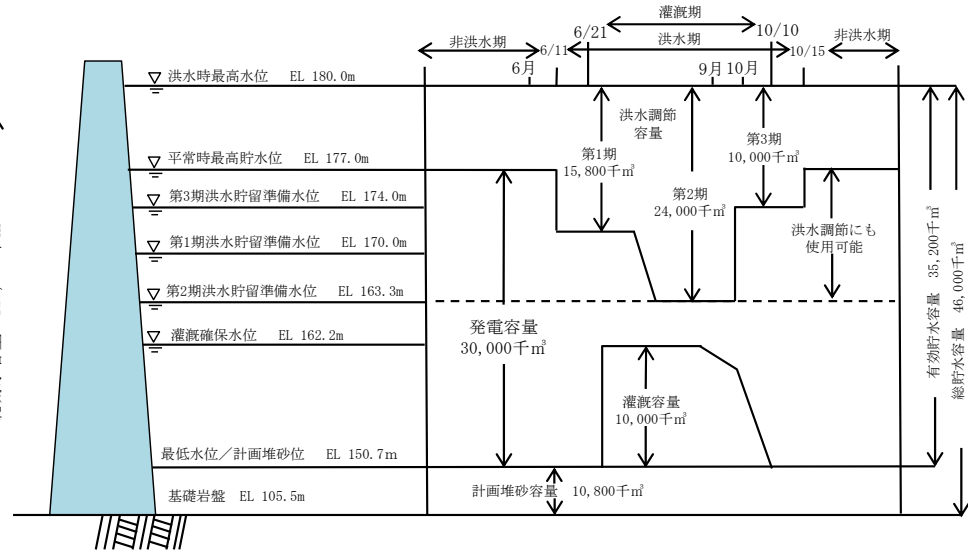 灌漑期
6/21
10/10
非洪水期
洪水期
非洪水期
6/11
10/15
6月
9月
10月
▽ 洪水時最高水位 EL 180.0m
洪水調節
容量
第1期
15,800千㎥
第3期
10,000千㎥
第2期
24,000千㎥
▽ 平常時最高貯水位 EL 177.0m
▽ 第3期洪水貯留準備水位 EL 174.0m
▽ 第1期洪水貯留準備水位 EL 170.0m
▽ 第2期洪水貯留準備水位 EL 163.3m
▽ 灌漑確保水位 EL 162.2m
洪水調節にも
使用可能
発電容量
30,000千㎥
灌漑容量
10,000千㎥
最低水位/計画堆砂位 EL 150.7m
計画堆砂容量 10,800千㎥
基礎岩盤 EL 105.5m
有効貯水容量 35,200千㎥
総貯水容量 46,000千㎥